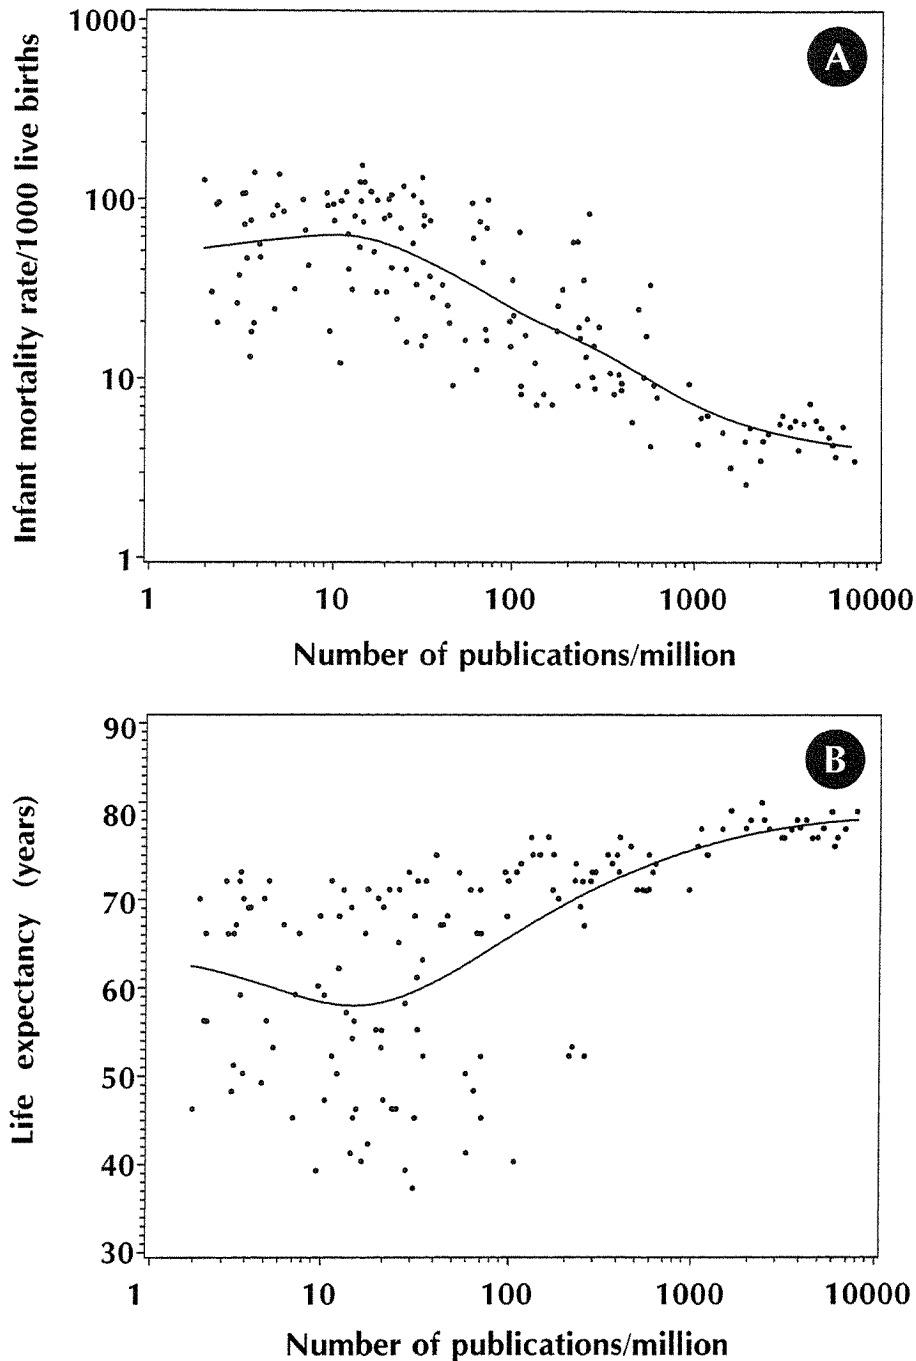 A
Infant mortality rate/1000 live births
1000
100
10
1
1 10 100 1000 10000
Number of publications/million
B
Life expectancy (years)
90
80
70
60
50
40
30
1 10 100 1000 10000
Number of publications/million